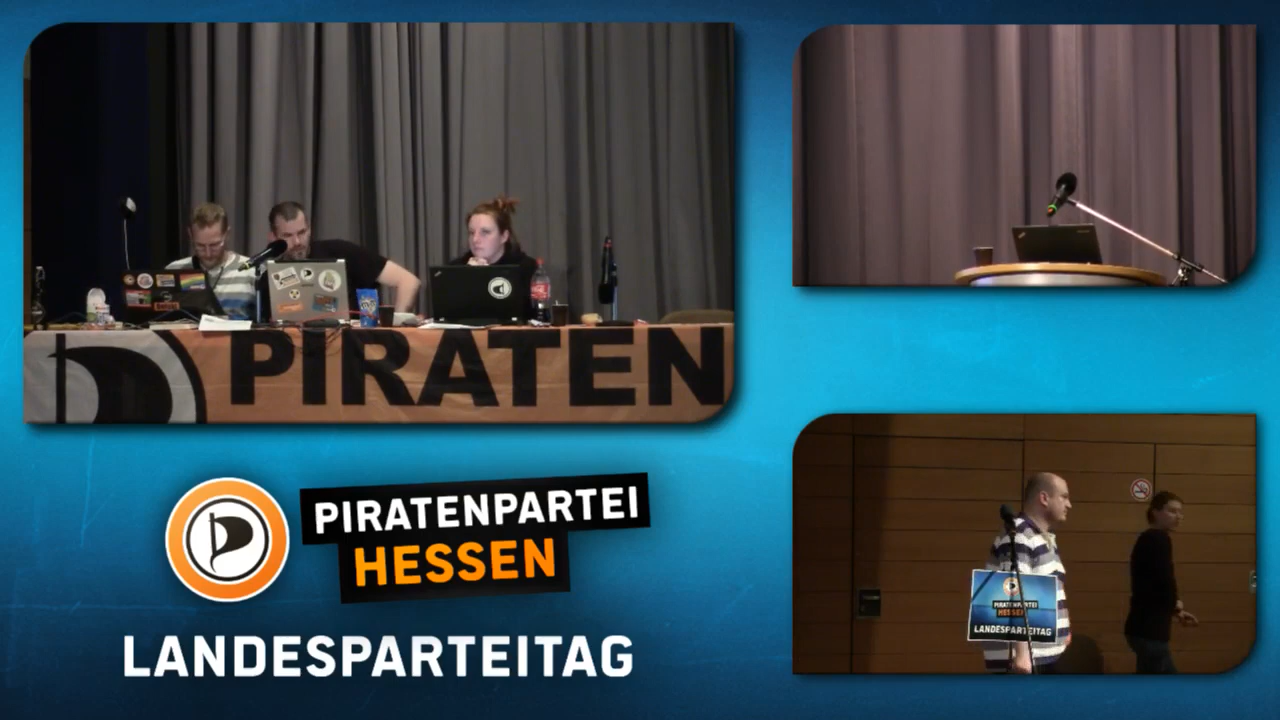 PIRATEN
PIRATENPARTEI
HESSEN
LANDESPARTEITAG
PIRATENPARTEI
HESSEN
LANDESPARTEITAG